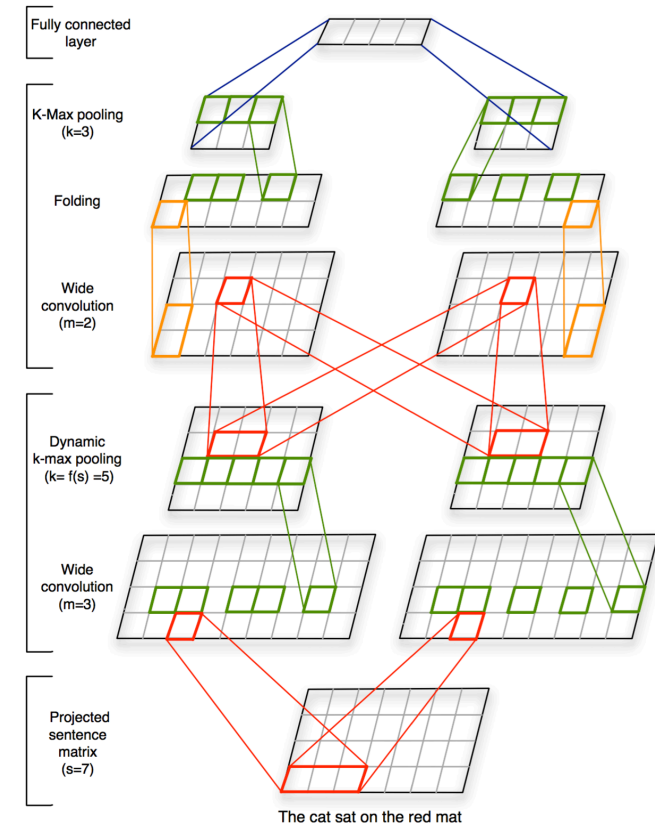 Fully connected
layer
K-Max pooling
(k=3)
Folding
Wide
convolution
(m=2)
Dynamic
k-max pooling
(k= f(s) =5)
Wide
convolution
(m=3)
Projected
sentence
matrix
(s=7)
The cat sat on the red mat